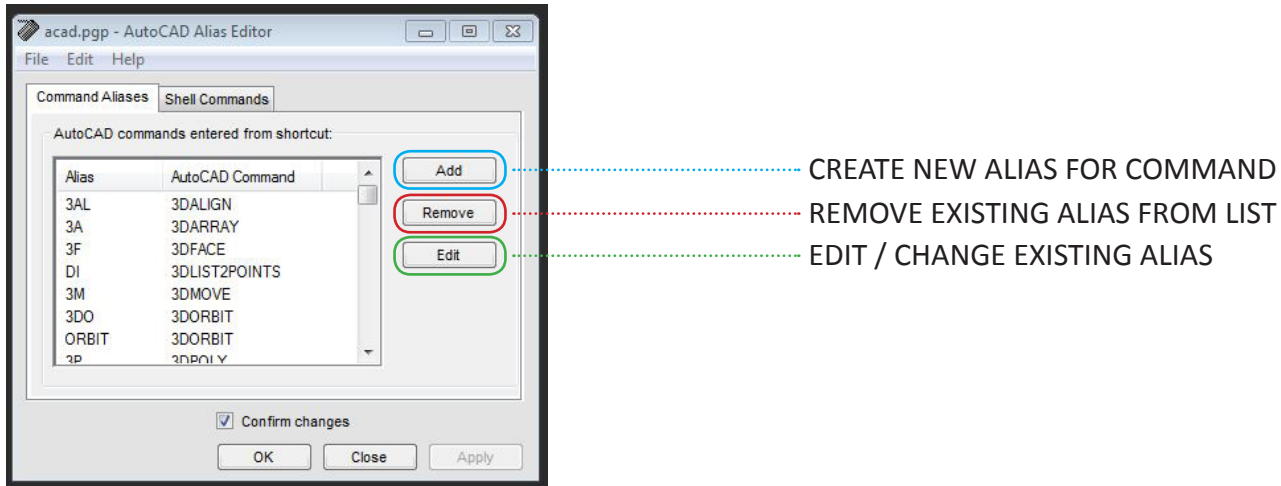 acad.pgp - AutoCAD Alias Editor
File Edit Help
Command Aliases Shell Commands
AutoCAD commands entered from shortcut:
Alias AutoCAD Command
3AL 3DALIGN
3A 3DARRAY
3F 3DFACE
DI 3DLIST2POINTS
3M 3DMOVE
3DO 3DORBIT
ORBIT 3DORBIT
3P 3DPOLY
Add CREATE NEW ALIAS FOR COMMAND
Remove REMOVE EXISTING ALIAS FROM LIST
Edit EDIT / CHANGE EXISTING ALIAS
Confirm changes
OK Close Apply